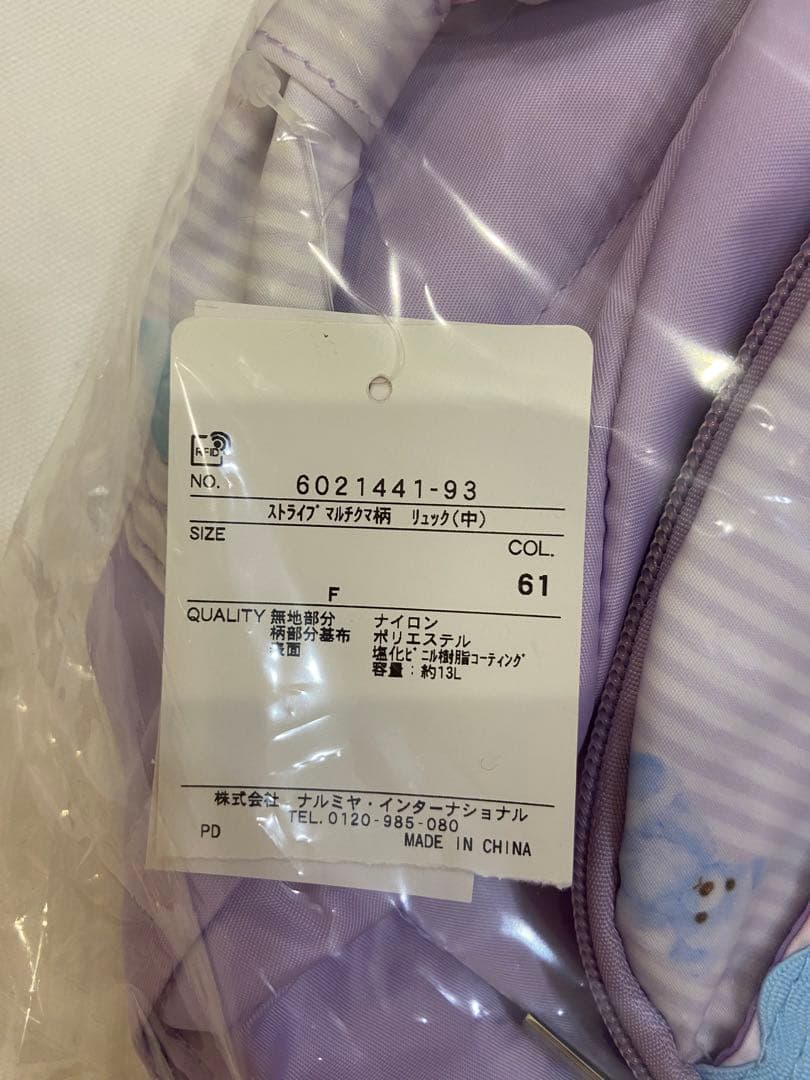 RFID
NO. 6021441-93
ストライプ マルチクマ柄 リュック(中)
SIZE COL.
F 61
QUALITY 無地部分 ナイロン
柄部分基布 ポリエステル
表面 塩化ビニル樹脂コーティング
容量:約13L
株式会社 ナルミヤ・インターナショナル
TEL.0120-985-080
PD MADE IN CHINA